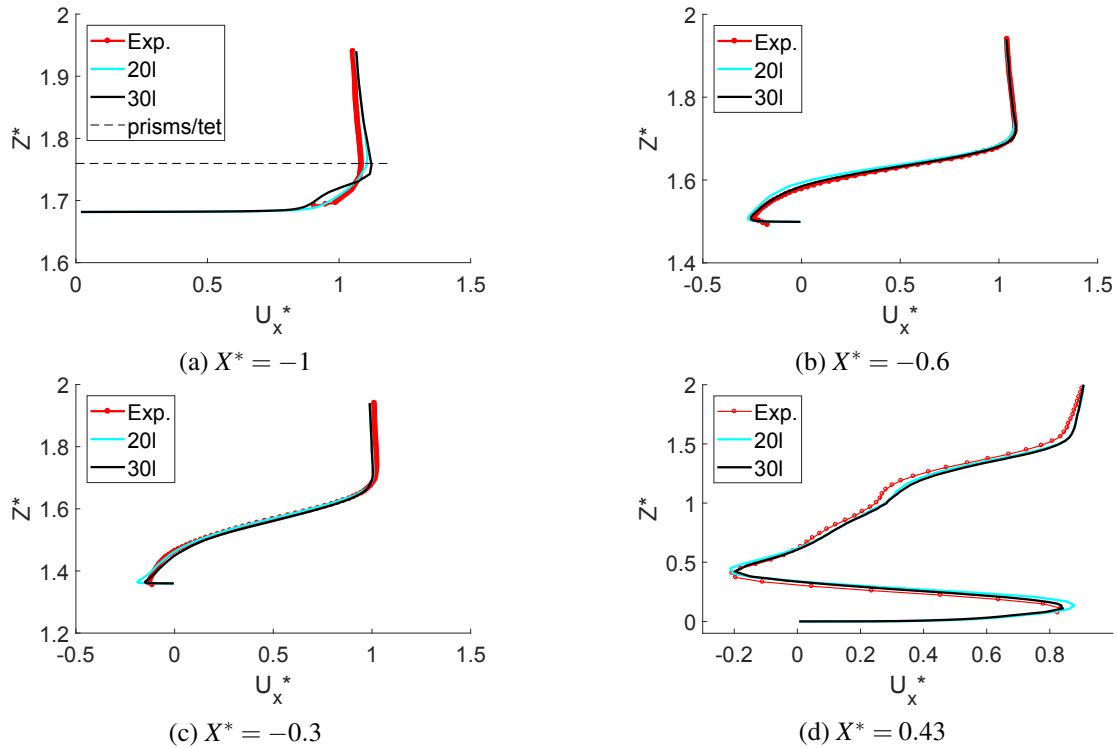 2
1.9
1.8
1.7
1.6
Z*
0
0.5
1
1.5
U_x*
Exp.
20l
30l
prisms/tet
(a) X* = −1
2
1.8
1.6
1.4
Z*
-0.5
0
0.5
1
1.5
U_x*
Exp.
20l
30l
(b) X* = −0.6
2
1.8
1.6
1.4
1.2
Z*
-0.5
0
0.5
1
1.5
U_x*
Exp.
20l
30l
(c) X* = −0.3
2
1.5
1
0.5
0
Z*
-0.2
0
0.2
0.4
0.6
0.8
U_x*
Exp.
20l
30l
(d) X* = 0.43